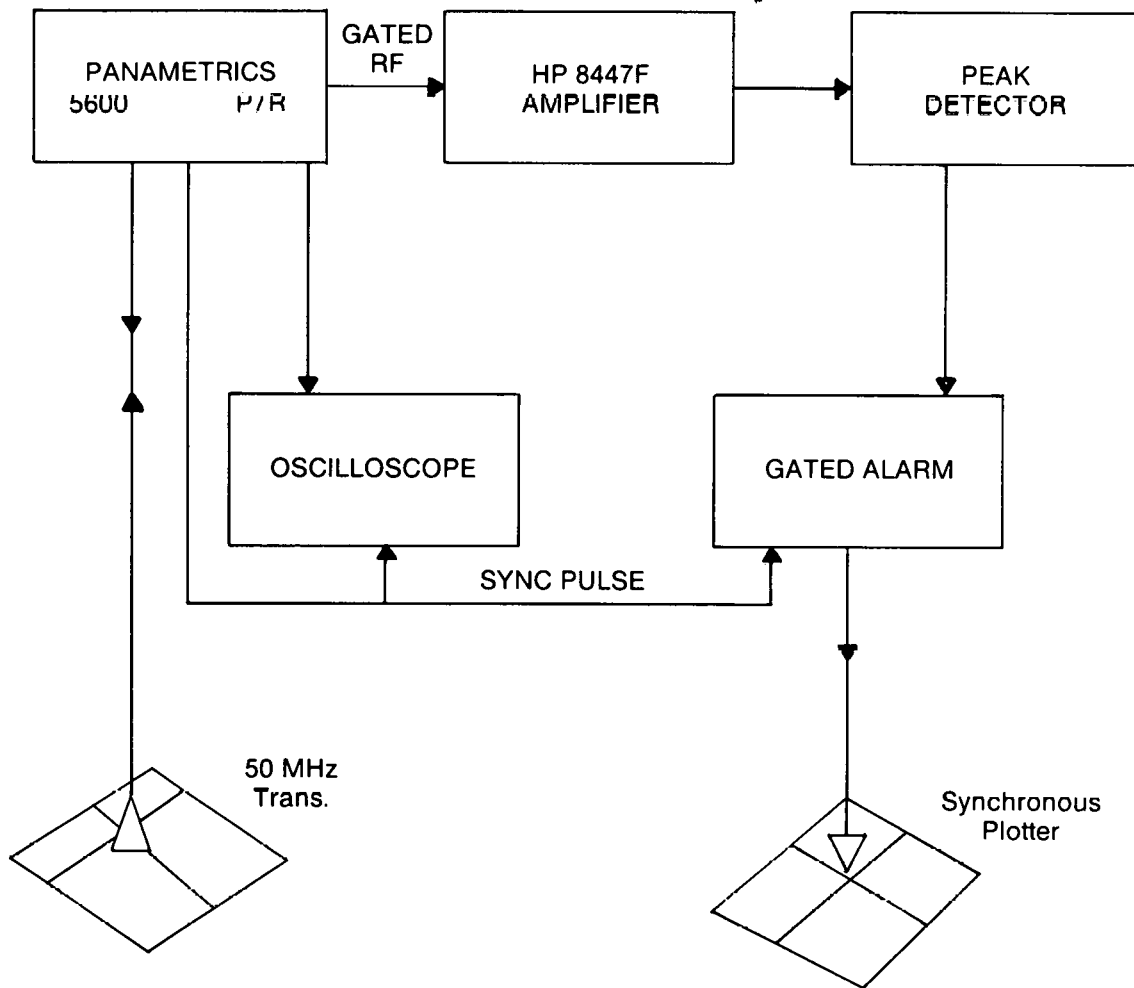 PANAMETRICS
5600 P/R
GATED
RF
HP 8447F
AMPLIFIER
PEAK
DETECTOR
OSCILLOSCOPE
GATED ALARM
SYNC PULSE
50 MHz
Trans.
Synchronous
Plotter